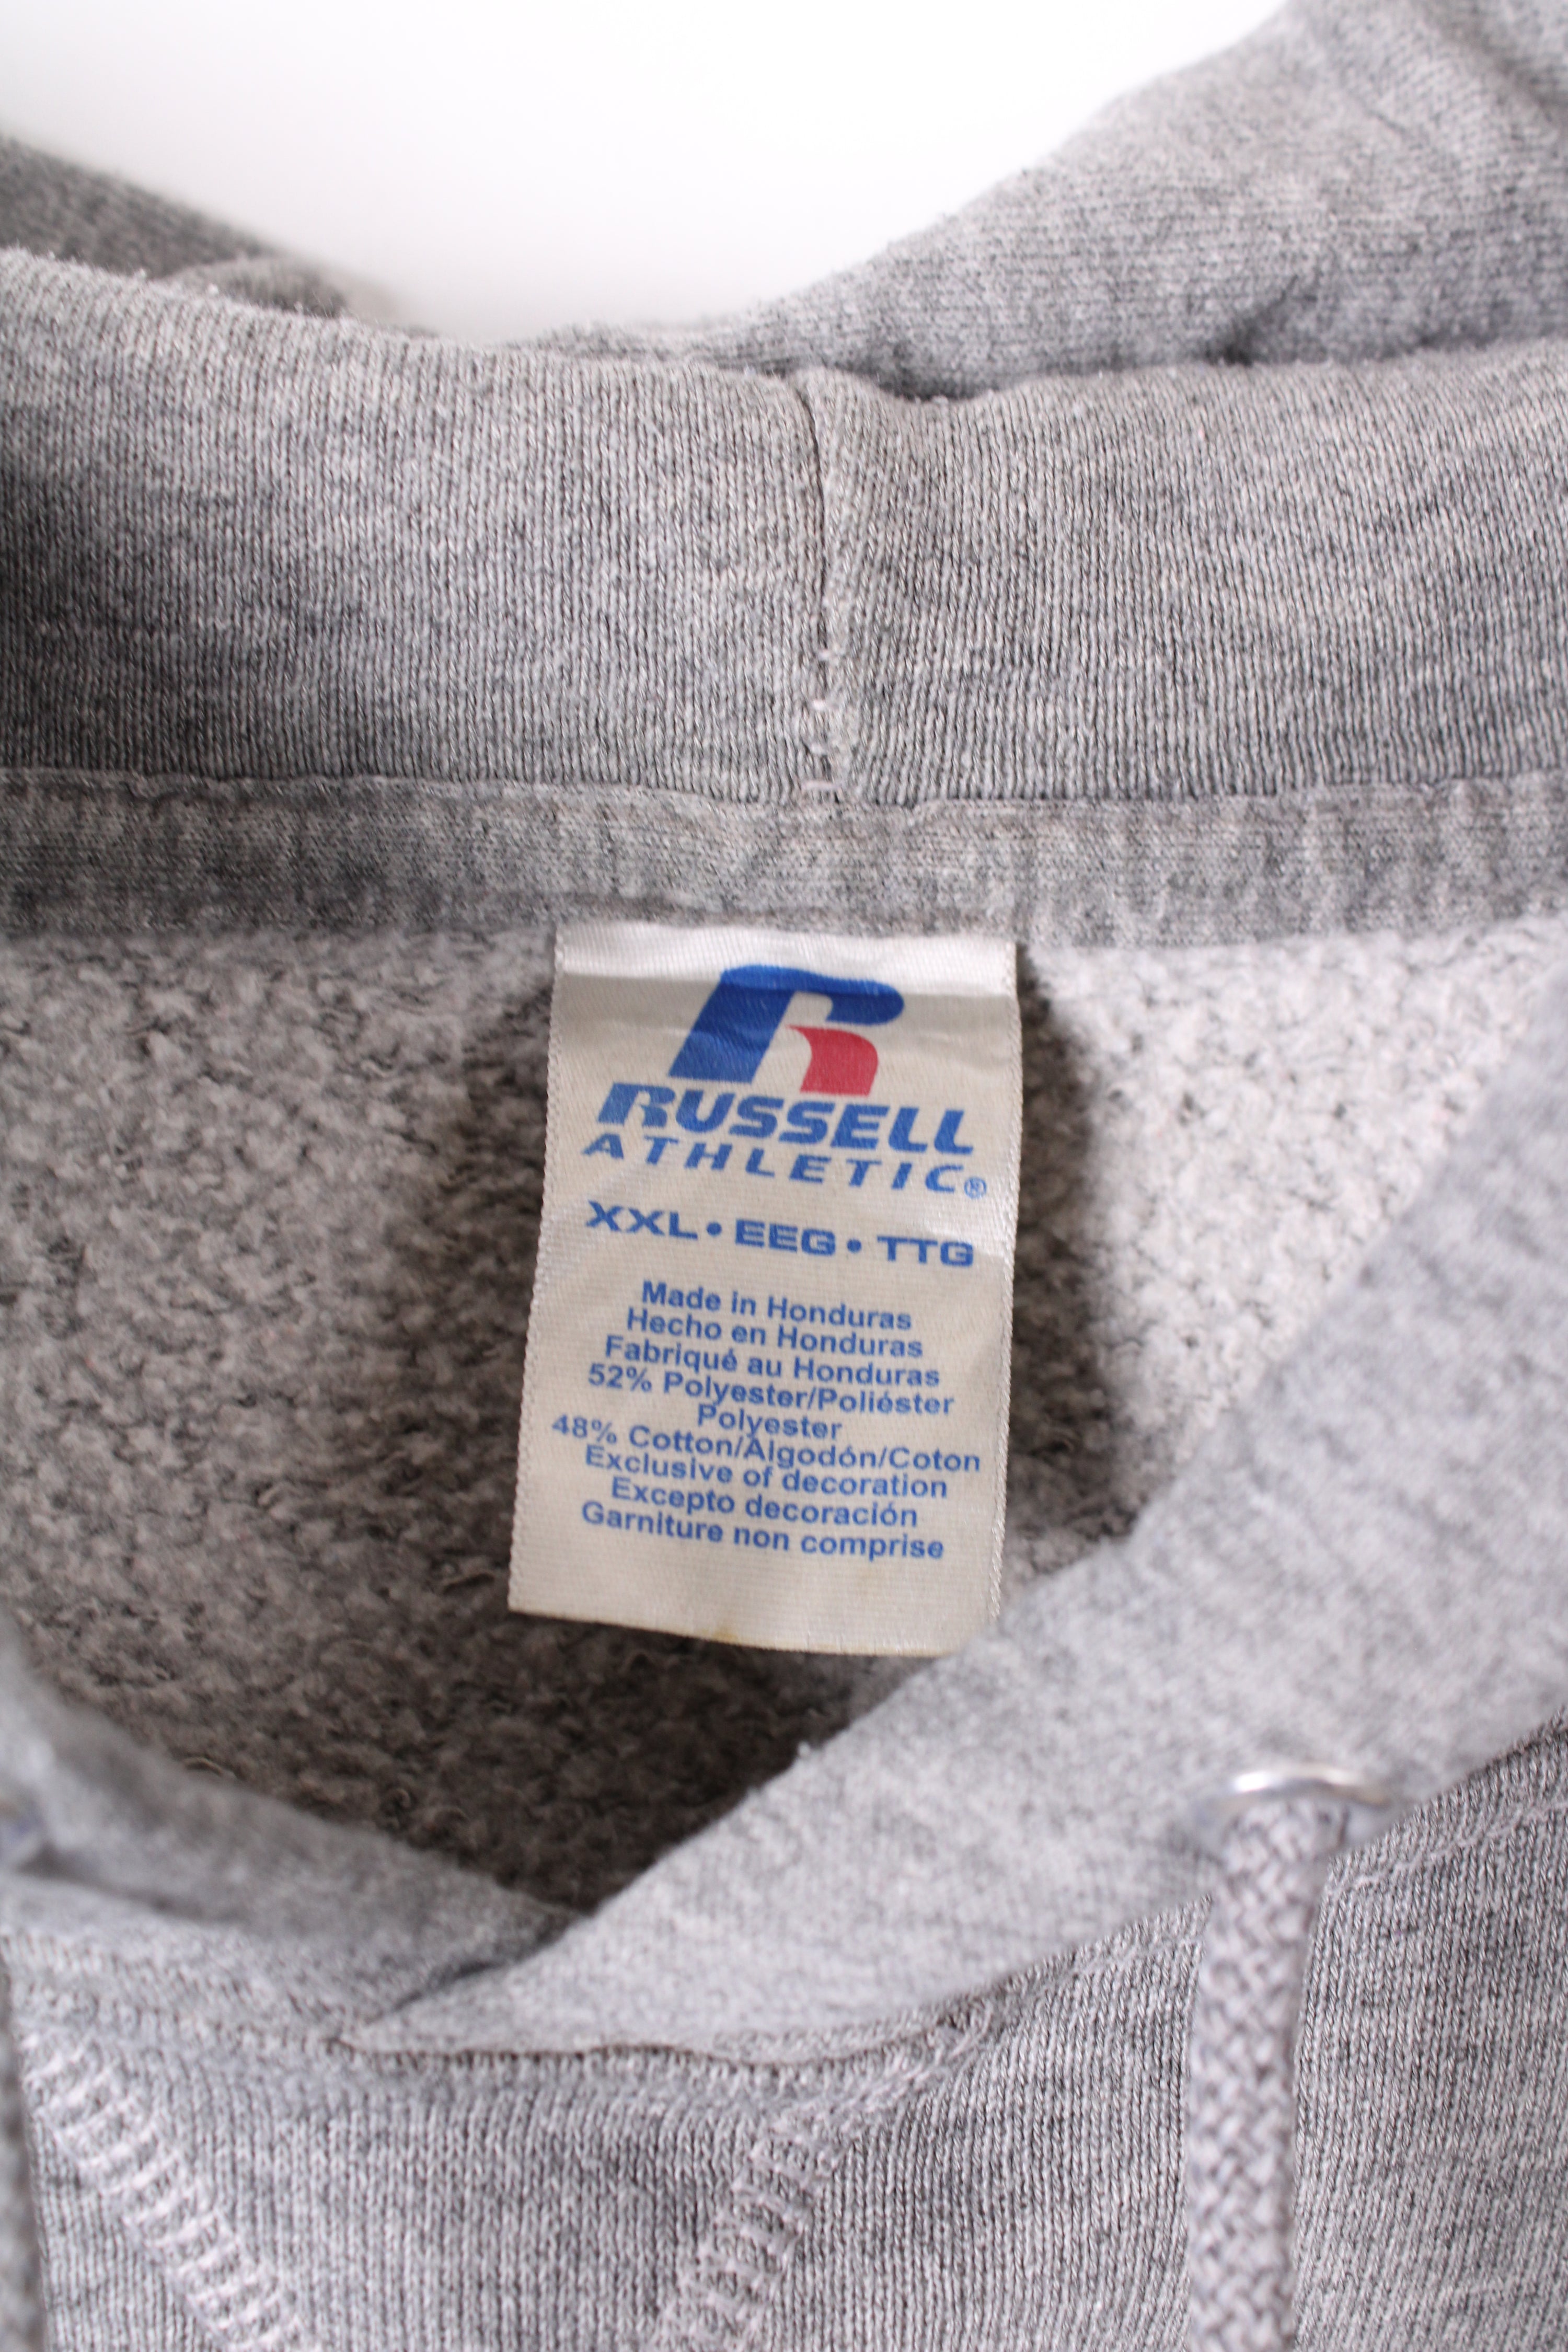 RUSSELL
ATHLETIC®
XXL • EEG • TTG
Made in Honduras
Hecho en Honduras
Fabriqué au Honduras
52% Polyester/Poliéster
Polyester
48% Cotton/Algodón/Coton
Exclusive of decoration
Excepto decoración
Garniture non comprise